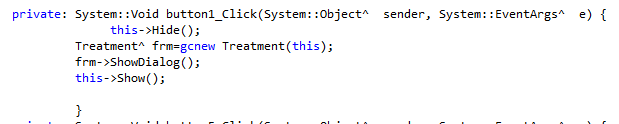 private: System::Void button1_Click(System::Object^  sender, System::EventArgs^  e) {
this->Hide();
Treatment^ frm=gcnew Treatment(this);
frm->ShowDialog();
this->Show();
}